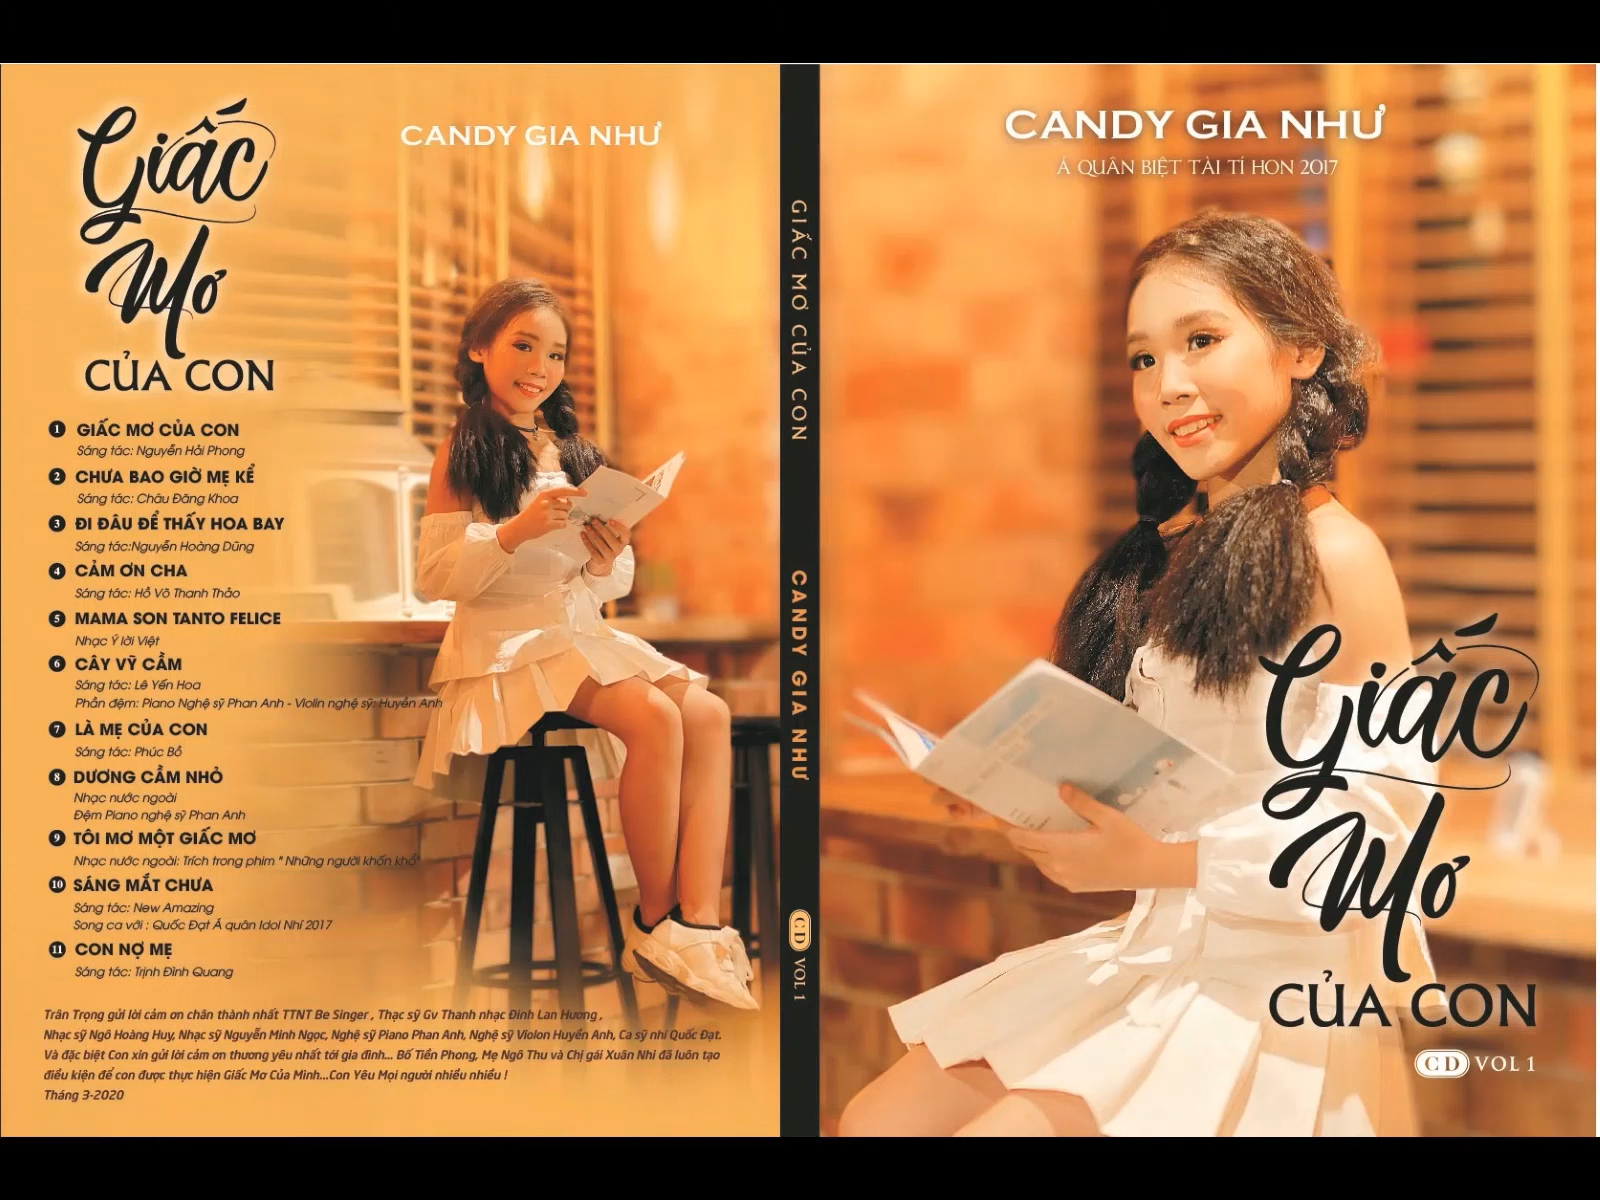 Giấc
Mơ
CỦA CON
CANDY GIA NHƯ
1 GIẤC MƠ CỦA CON
Sáng tác: Nguyễn Hải Phong
2 CHƯA BAO GIỜ MẸ KỂ
Sáng tác: Châu Đăng Khoa
3 ĐI ĐÂU ĐỂ THẤY HOA BAY
Sáng tác:Nguyễn Hoàng Dũng
4 CẢM ƠN CHA
Sáng tác: Hồ Võ Thanh Thảo
5 MAMA SON TANTO FELICE
Nhạc Ý lời Việt
6 CÂY VỸ CẦM
Sáng tác: Lê Yến Hoa
Phần đệm: Piano Nghệ sỹ Phan Anh - Violin nghệ sỹ: Huyền Anh
7 LÀ MẸ CỦA CON
Sáng tác: Phúc Bồ
8 DƯƠNG CẦM NHỎ
Nhạc nước ngoài
Đệm Piano nghệ sỹ Phan Anh
9 TÔI MƠ MỘT GIẤC MƠ
Nhạc nước ngoài: Trích trong phim " Những người khốn khổ"
10 SÁNG MẮT CHƯA
Sáng tác: New Amazing
Song ca với : Quốc Đạt Á quân Idol Nhí 2017
11 CON NỢ MẸ
Sáng tác: Trịnh Đình Quang
Trân Trọng gửi lời cảm ơn chân thành nhất TTNT Be Singer , Thạc sỹ Gv Thanh nhạc Đinh Lan Hương ,
Nhạc sỹ Ngô Hoàng Huy, Nhạc sỹ Nguyễn Minh Ngọc, Nghệ sỹ Piano Phan Anh, Nghệ sỹ Violon Huyền Anh, Ca sỹ nhí Quốc Đạt.
Và đặc biệt Con xin gửi lời cảm ơn thương yêu nhất tới gia đình... Bố Tiền Phong, Mẹ Ngô Thu và Chị gái Xuân Nhi đã luôn tạo
điều kiện để con được thực hiện Giấc Mơ Của Mình...Con Yêu Mọi người nhiều nhiều !
Tháng 3-2020
GIẤC MƠ CỦA CON
CANDY GIA NHƯ
CD VOL 1
CANDY GIA NHƯ
Á QUÂN BIỆT TÀI TÍ HON 2017
Giấc
Mơ
CỦA CON
CD VOL 1